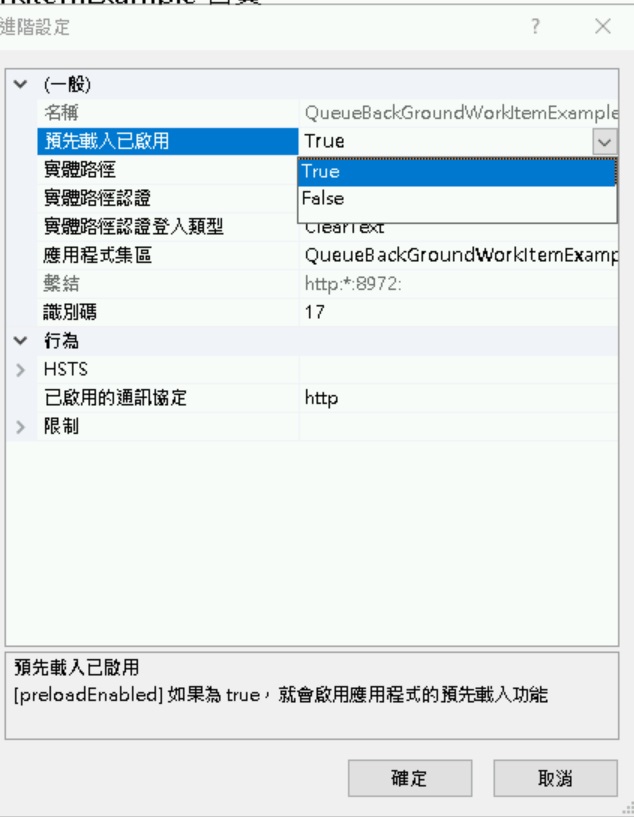 進階設定 ? ×
(一般)
名稱 QueueBackGroundWorkItemExample
預先載入已啟用 True
實體路徑 True
實體路徑認證 False
實體路徑認證登入類型 ClearText
應用程式集區 QueueBackGroundWorkItemExamp
繫結 http:*:8972:
識別碼 17
行為
HSTS
已啟用的通訊協定 http
限制
預先載入已啟用
[preloadEnabled] 如果為 true，就會啟用應用程式的預先載入功能
確定 取消